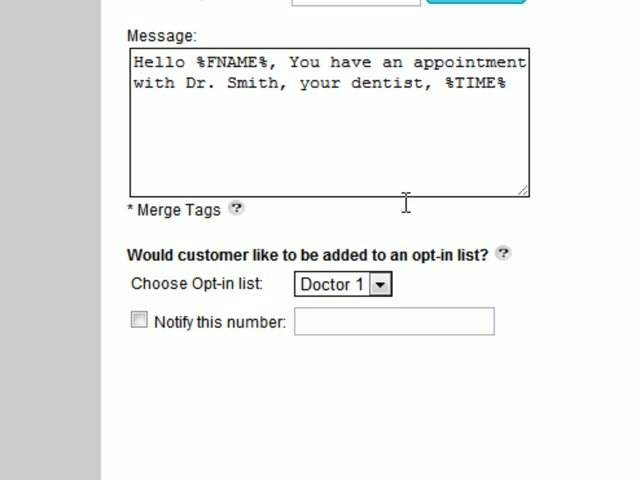 Message:
Hello %FNAME%, You have an appointment
with Dr. Smith, your dentist, %TIME%
* Merge Tags ?
Would customer like to be added to an opt-in list? ?
Choose Opt-in list: Doctor 1
Notify this number: